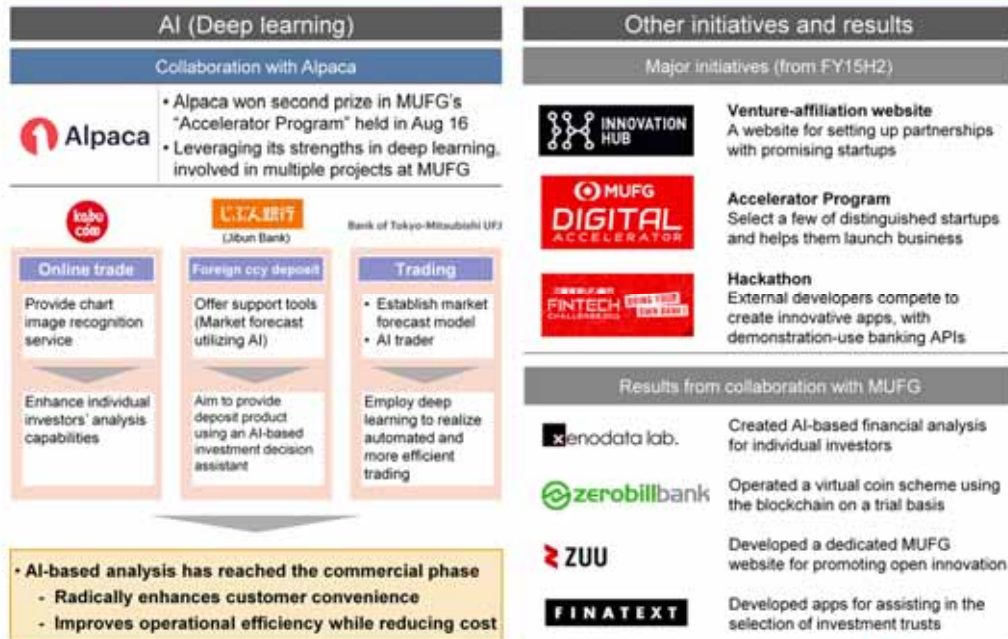 AI (Deep learning)
Collaboration with Alpaca
Alpaca
• Alpaca won second prize in MUFG's
"Accelerator Program" held in Aug 16
• Leveraging its strengths in deep learning,
involved in multiple projects at MUFG
kabu
com
じぶん銀行
(Jibun Bank)
Bank of Tokyo-Mitsubishi UFJ
Online trade
Provide chart
image recognition
service
Enhance individual
investors' analysis
capabilities
Foreign ccy deposit
Offer support tools
(Market forecast
utilizing AI)
Aim to provide
deposit product
using an AI-based
investment decision
assistant
Trading
• Establish market
forecast model
• AI trader
Employ deep
learning to realize
automated and
more efficient
trading
• AI-based analysis has reached the commercial phase
- Radically enhances customer convenience
- Improves operational efficiency while reducing cost
Other initiatives and results
Major initiatives (from FY15H2)
INNOVATION
HUB
Venture-affiliation website
A website for setting up partnerships
with promising startups
MUFG
DIGITAL
ACCELERATOR
Accelerator Program
Select a few of distinguished startups
and helps them launch business
FINTECH
CHALLENGE
Hackathon
External developers compete to
create innovative apps, with
demonstration-use banking APIs
Results from collaboration with MUFG
xenodata lab.
Created AI-based financial analysis
for individual investors
zerobillbank
Operated a virtual coin scheme using
the blockchain on a trial basis
ZUU
Developed a dedicated MUFG
website for promoting open innovation
FINATEXT
Developed apps for assisting in the
selection of investment trusts